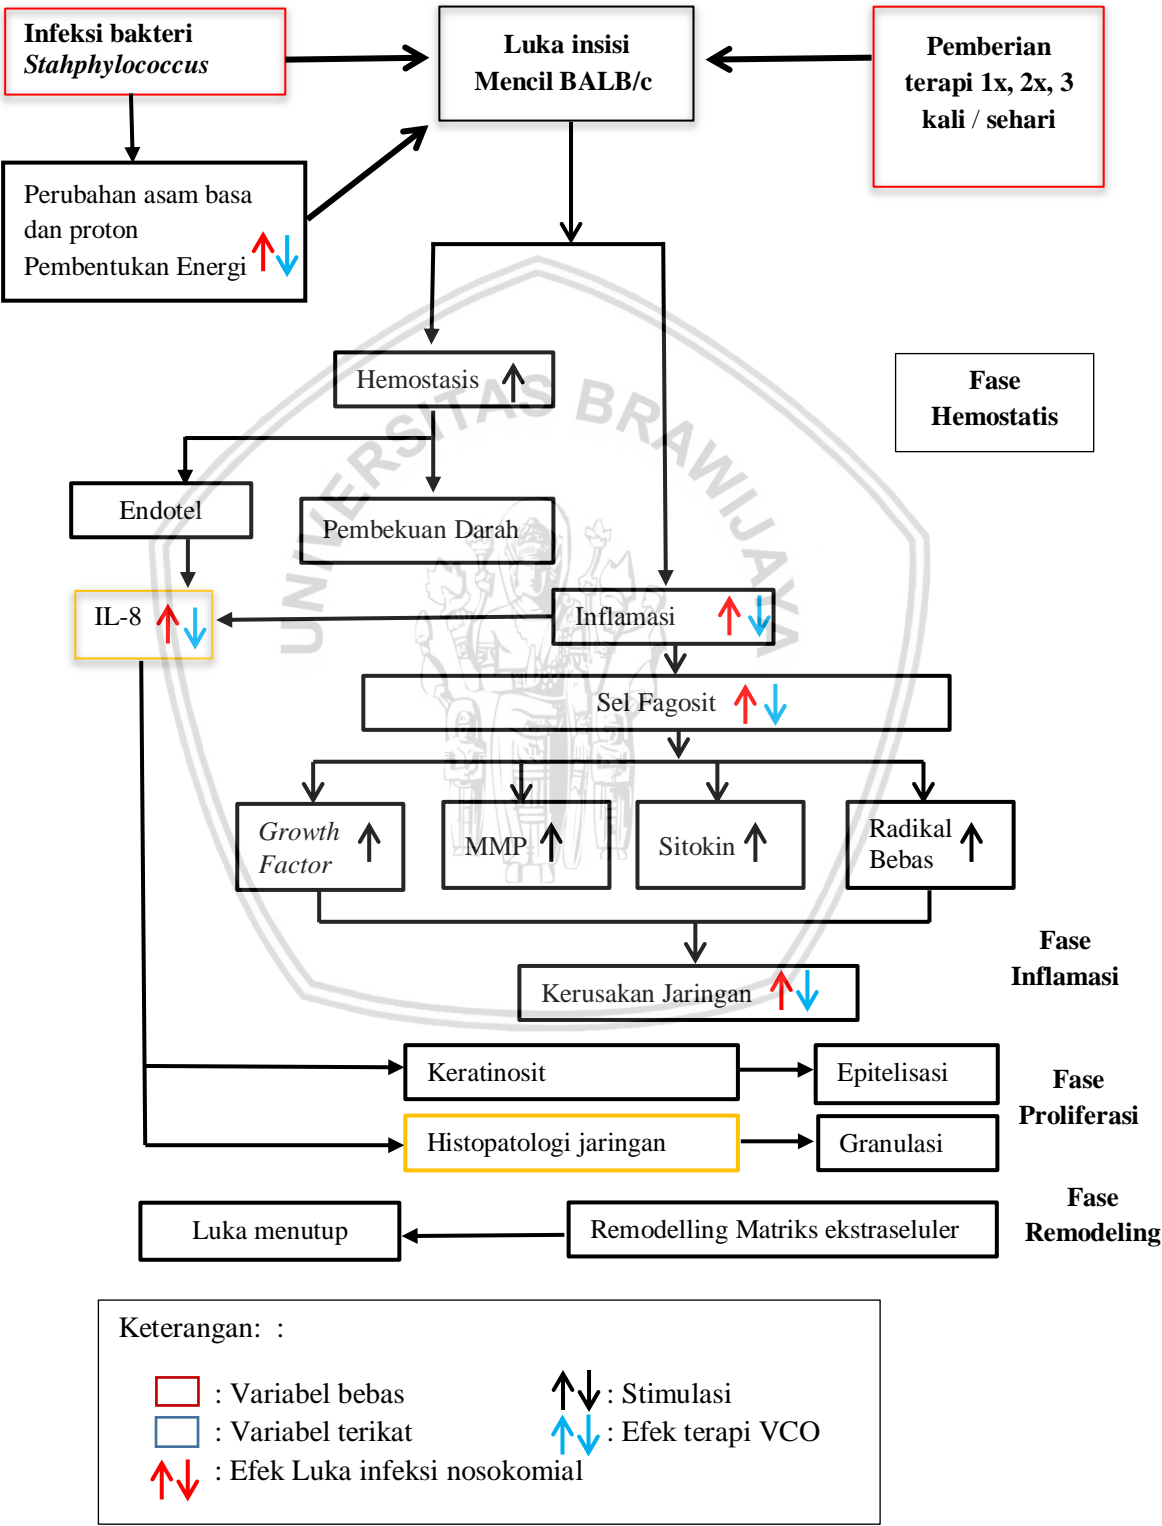 Infeksi bakteri
Stahphylococcus
Luka insisi
Mencil BALB/c
Pemberian
terapi 1x, 2x, 3
kali / sehari
Perubahan asam basa
dan proton
Pembentukan Energi
UNIVERSITAS BRAWIJAYA
Hemostasis
Fase
Hemostatis
Endotel
Pembekuan Darah
IL-8
Inflamasi
Sel Fagosit
Growth
Factor
MMP
Sitokin
Radikal
Bebas
Fase
Inflamasi
Kerusakan Jaringan
Keratinosit
Epitelisasi
Fase
Proliferasi
Histopatologi jaringan
Granulasi
Fase
Remodeling
Luka menutup
Remodelling Matriks ekstraseluler
Keterangan: :
: Variabel bebas
: Stimulasi
: Variabel terikat
: Efek terapi VCO
: Efek Luka infeksi nosokomial